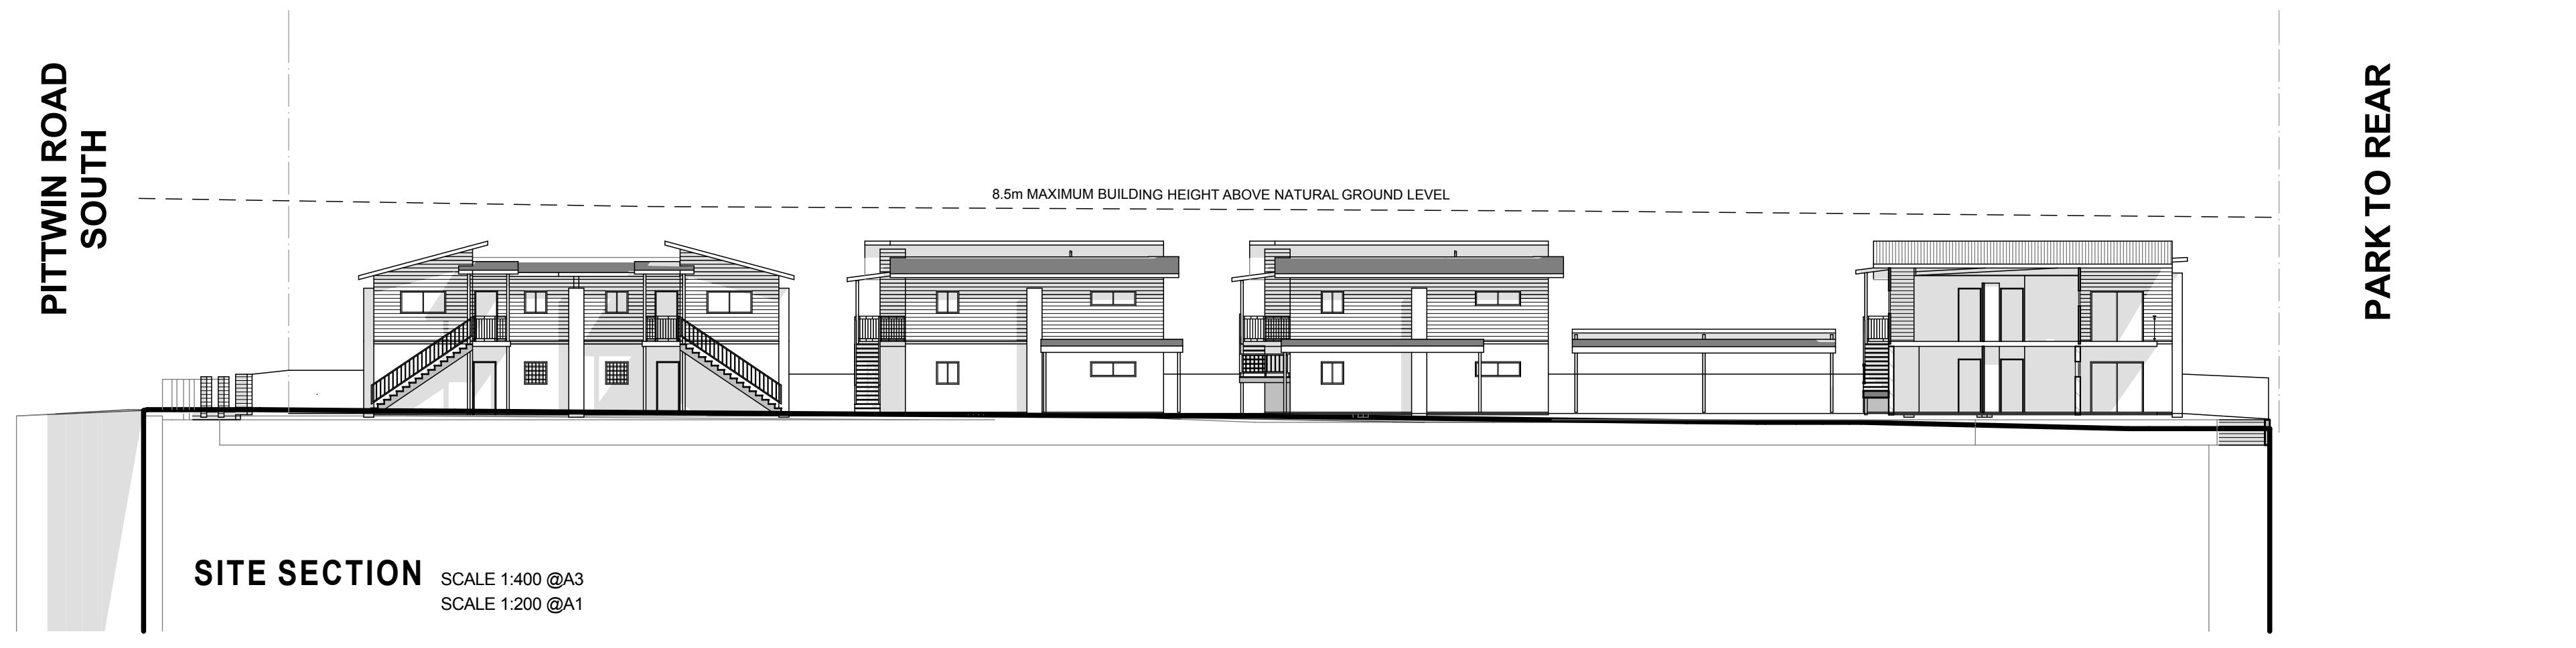 PITTWIN ROAD
SOUTH
8.5m MAXIMUM BUILDING HEIGHT ABOVE NATURAL GROUND LEVEL
PARK TO REAR
SITE SECTION
SCALE 1:400 @A3
SCALE 1:200 @A1